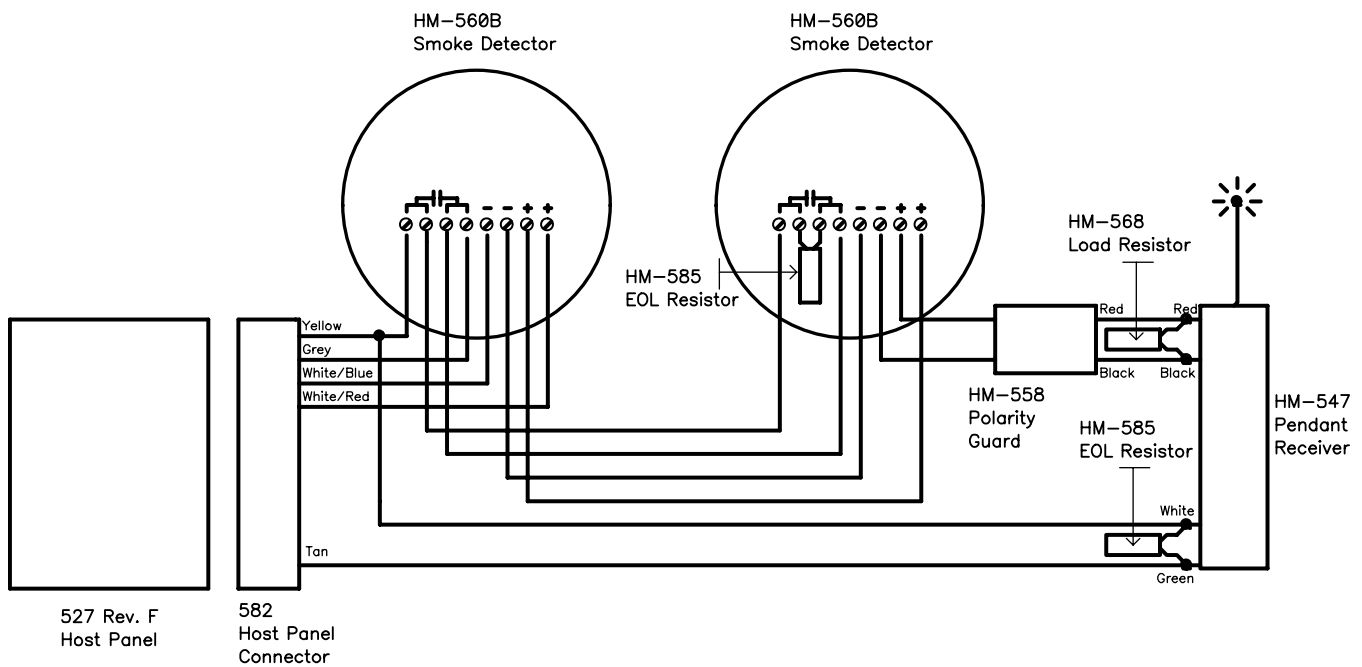 HM-560B
Smoke Detector
HM-560B
Smoke Detector
- - + +
- - + +
HM-568
Load Resistor
HM-585
EOL Resistor
Yellow
Grey
White/Blue
White/Red
Red
Red
Black
Black
HM-558
Polarity
Guard
HM-547
Pendant
Receiver
HM-585
EOL Resistor
White
Tan
Green
527 Rev. F
Host Panel
582
Host Panel
Connector